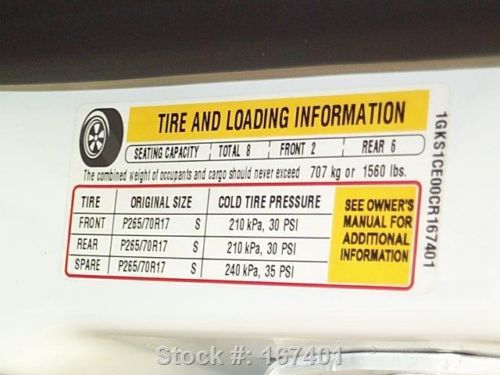 TIRE AND LOADING INFORMATION
SEATING CAPACITY TOTAL 8 FRONT 2 REAR 6
The combined weight of occupants and cargo should never exceed 707 kg or 1560 lbs.
TIRE ORIGINAL SIZE COLD TIRE PRESSURE
FRONT P265/70R17 S 210 kPa, 30 PSI
REAR P265/70R17 S 210 kPa, 30 PSI
SPARE P265/70R17 S 240 kPa, 35 PSI
SEE OWNER'S
MANUAL FOR
ADDITIONAL
INFORMATION
1GKS1CE00CR167401
Stock #: 167401